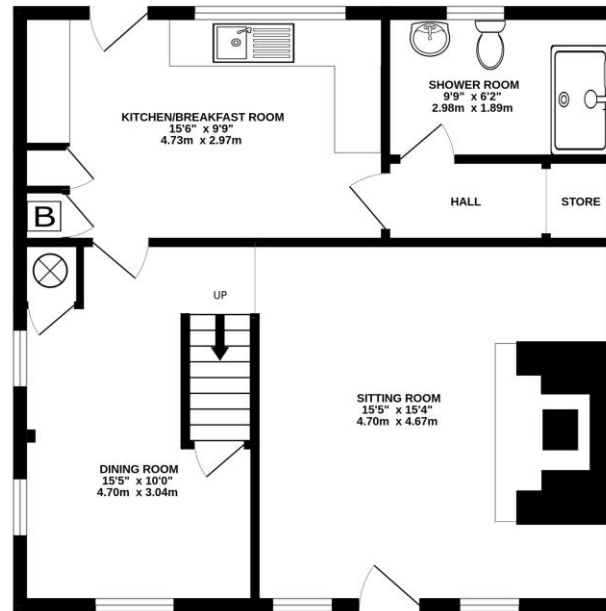 KITCHEN/BREAKFAST ROOM
15'6" x 9'9"
4.73m x 2.97m
SHOWER ROOM
9'9" x 6'2"
2.98m x 1.89m
B
HALL
STORE
UP
SITTING ROOM
15'5" x 15'4"
4.70m x 4.67m
DINING ROOM
15'5" x 10'0"
4.70m x 3.04m